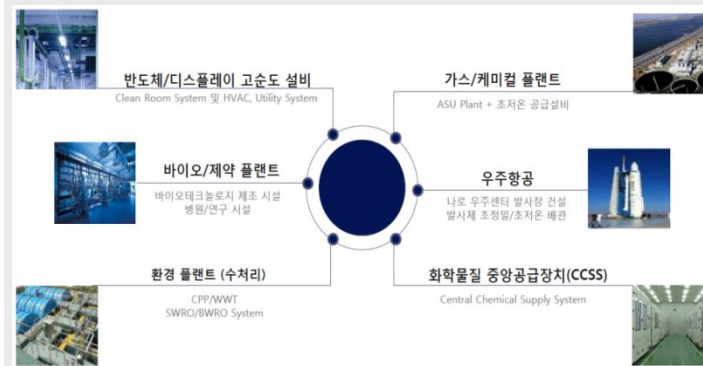 반도체/디스플레이 고순도 설비
Clean Room System 및 HVAC, Utility System
가스/케미컬 플랜트
ASU Plant + 초저온 공급설비
바이오/제약 플랜트
바이오테크놀로지 제조 시설
병원/연구 시설
우주항공
나로 우주센터 발사장 건설
발사체 초정밀/초저온 배관
환경 플랜트 (수처리)
CPP/WWT
SWRO/BWRO System
화학물질 중앙공급장치(CCSS)
Central Chemical Supply System